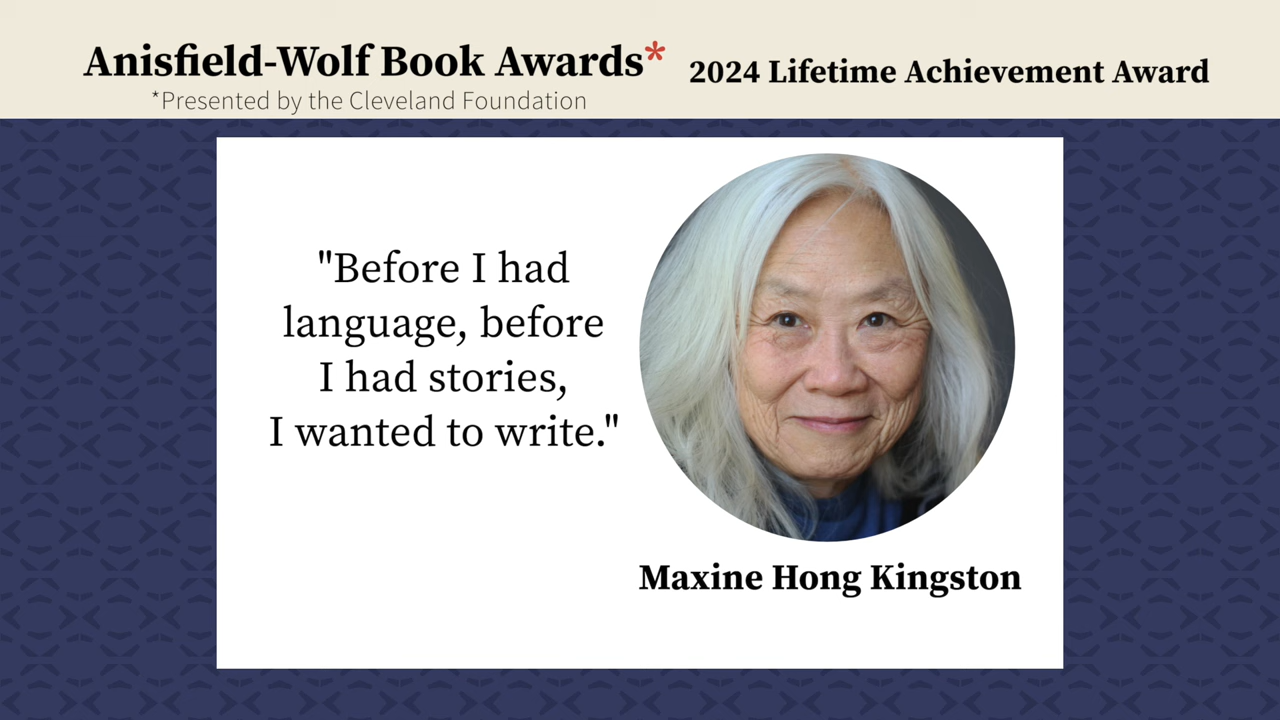 Anisfield-Wolf Book Awards*
*Presented by the Cleveland Foundation
2024 Lifetime Achievement Award
"Before I had
language, before
I had stories,
I wanted to write."
Maxine Hong Kingston